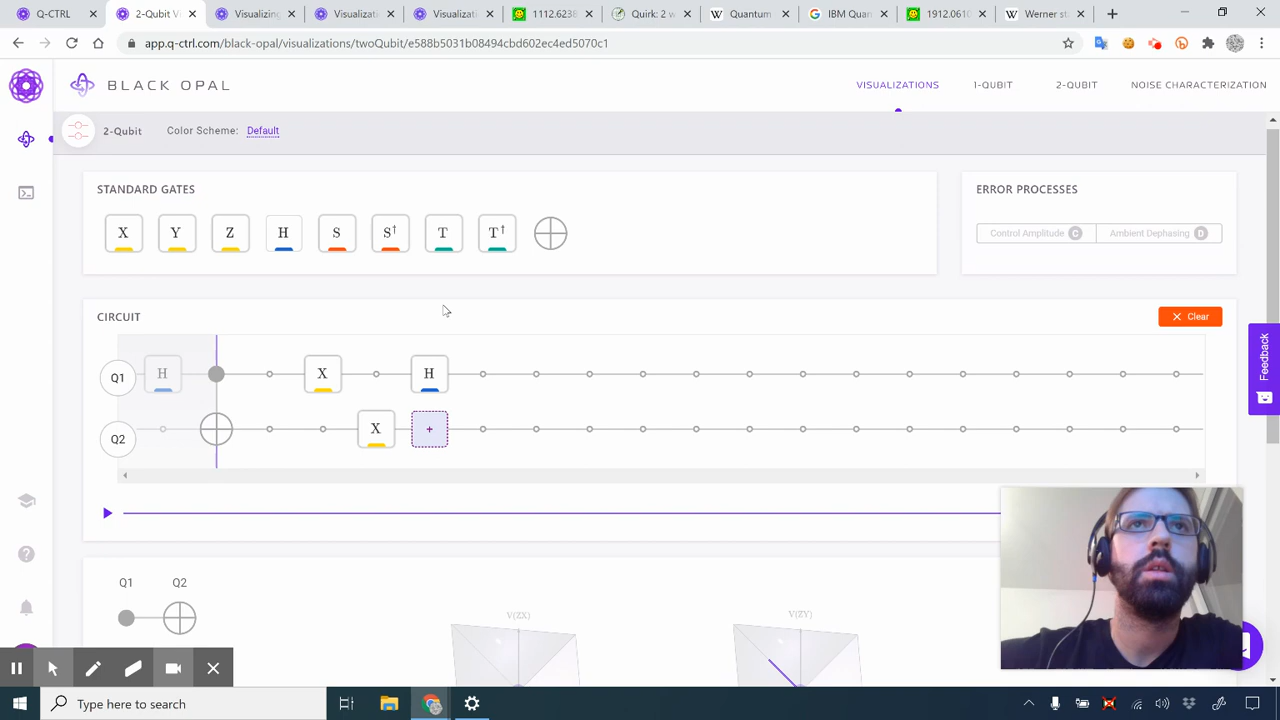 Q-CTRL
2-Qubit V
Visualizing
Visualizat
Visualizat
1112.6238
Quirk: 2 w
Quantum
IBM Quan
1912.0610
Werner st
app.q-ctrl.com/black-opal/visualizations/twoQubit/e588b5031b08494cbd602ec4ed5070c1
BLACK OPAL
VISUALIZATIONS
1-QUBIT
2-QUBIT
NOISE CHARACTERIZATION
2-Qubit
Color Scheme: Default
STANDARD GATES
ERROR PROCESSES
X Y Z H S S† T T†
Control Amplitude C
Ambient Dephasing D
CIRCUIT
Clear
Feedback
Q1 H X H
Q2 X +
Q1 Q2
V(ZX)
V(ZY)
Type here to search